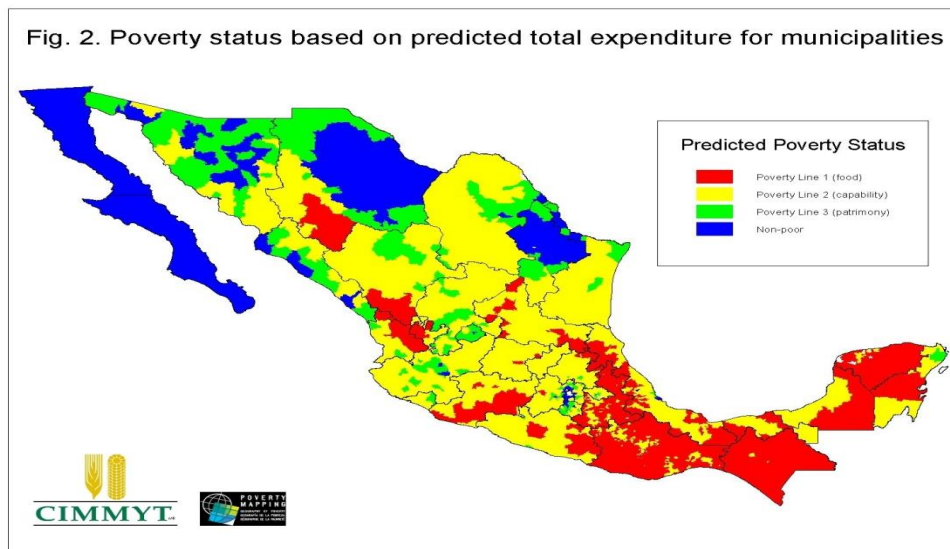 Fig. 2. Poverty status based on predicted total expenditure for municipalities
Predicted Poverty Status
Poverty Line 1 (food)
Poverty Line 2 (capability)
Poverty Line 3 (patrimony)
Non-poor
CIMMYT
POVERTY
MAPPING